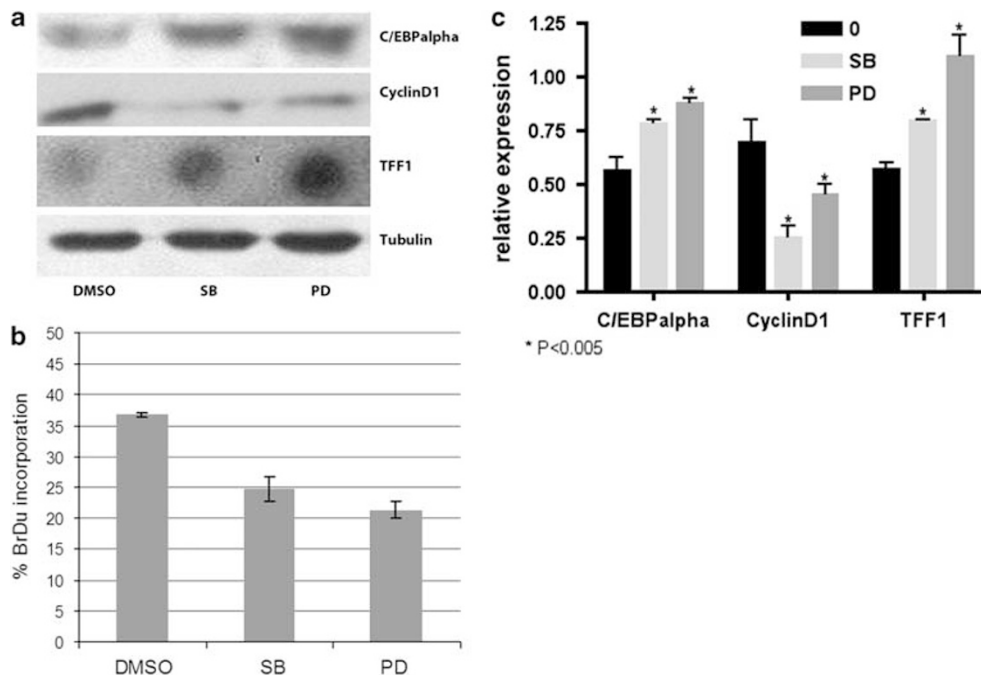 a
C/EBPalpha
CyclinD1
TFF1
Tubulin
DMSO SB PD
b
% BrDu incorporation
50
45
40
35
30
25
20
15
10
5
0
DMSO SB PD
c
relative expression
1.25
1.00
0.75
0.50
0.25
0.00
0
SB
PD
*
*
*
*
*
*
C/EBPalpha CyclinD1 TFF1
* P<0.005